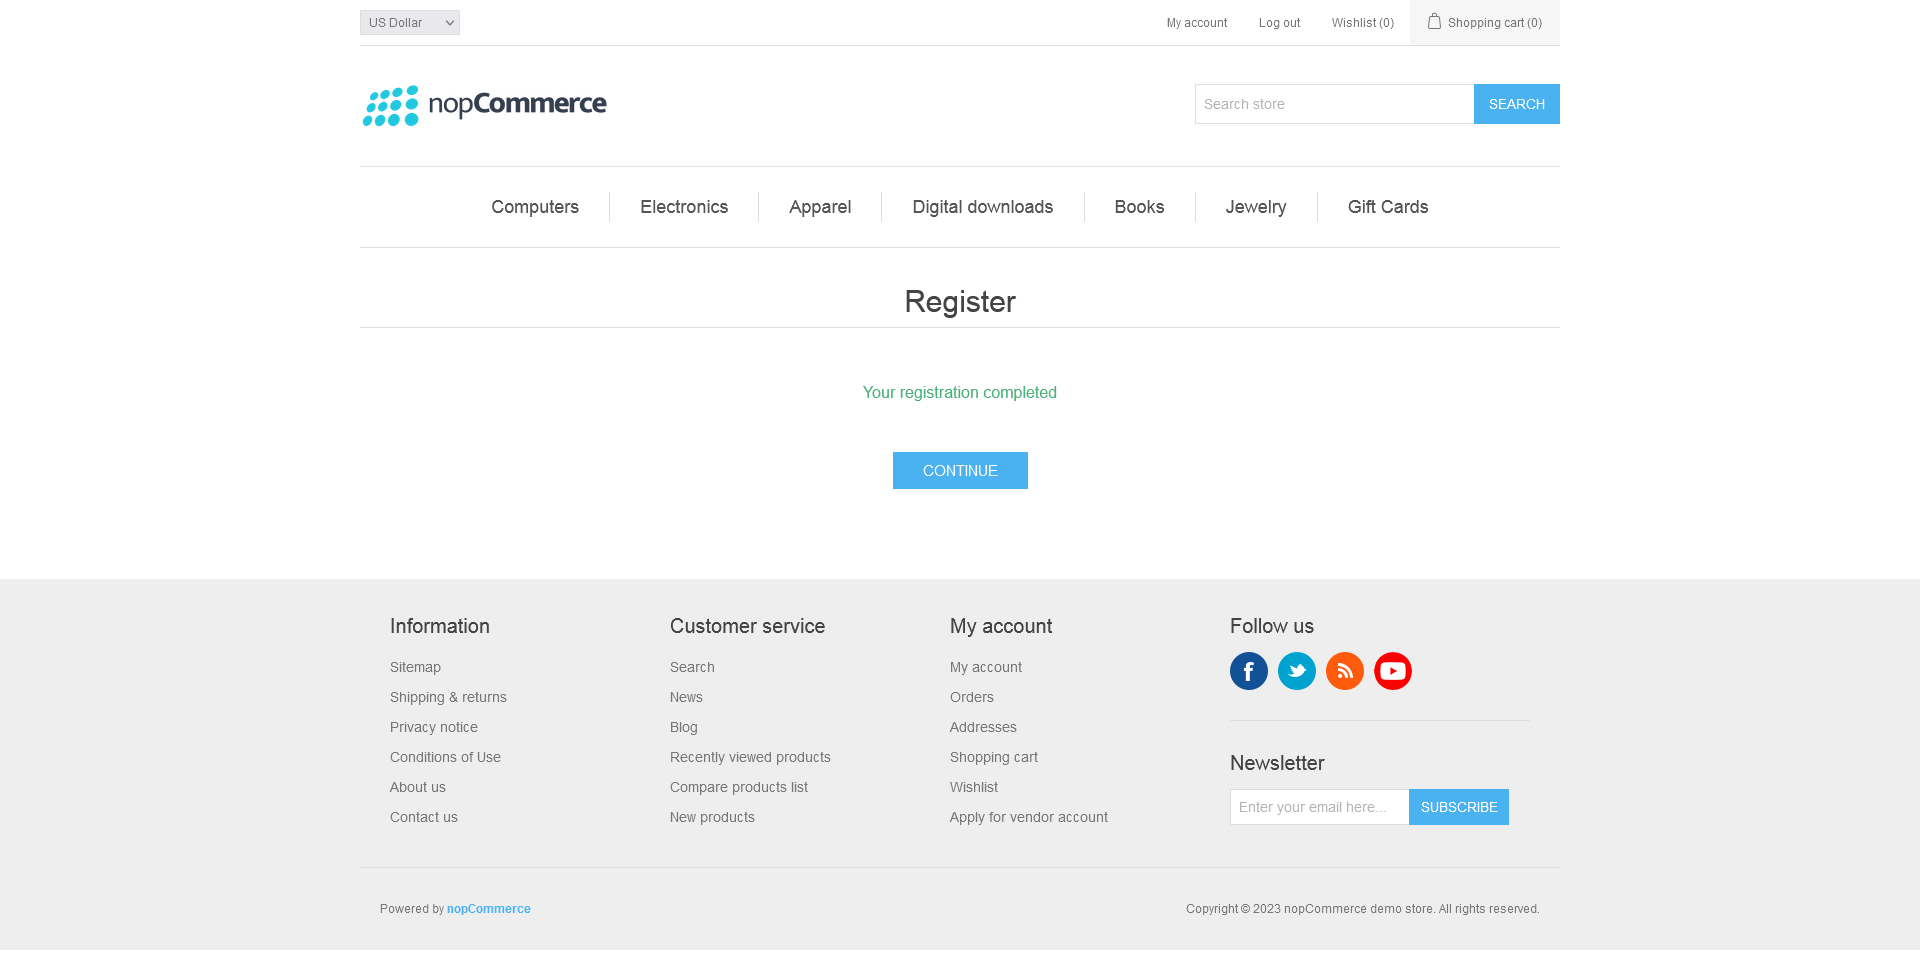 US Dollar
My account
Log out
Wishlist (0)
Shopping cart (0)
nopCommerce
Search store
SEARCH
Computers
Electronics
Apparel
Digital downloads
Books
Jewelry
Gift Cards
Register
Your registration completed
CONTINUE
Information
Sitemap
Shipping & returns
Privacy notice
Conditions of Use
About us
Contact us
Customer service
Search
News
Blog
Recently viewed products
Compare products list
New products
My account
My account
Orders
Addresses
Shopping cart
Wishlist
Apply for vendor account
Follow us
Newsletter
Enter your email here...
SUBSCRIBE
Powered by nopCommerce
Copyright © 2023 nopCommerce demo store. All rights reserved.